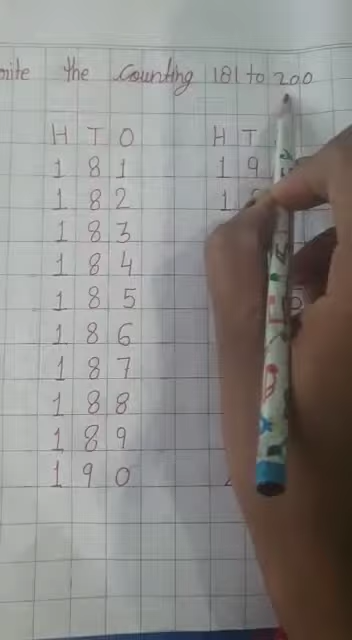 the Counting 181 to 200
H T O
1 8 1
1 8 2
1 8 3
1 8 4
1 8 5
1 8 6
1 8 7
1 8 8
1 8 9
1 9 0
H T
1 9
1